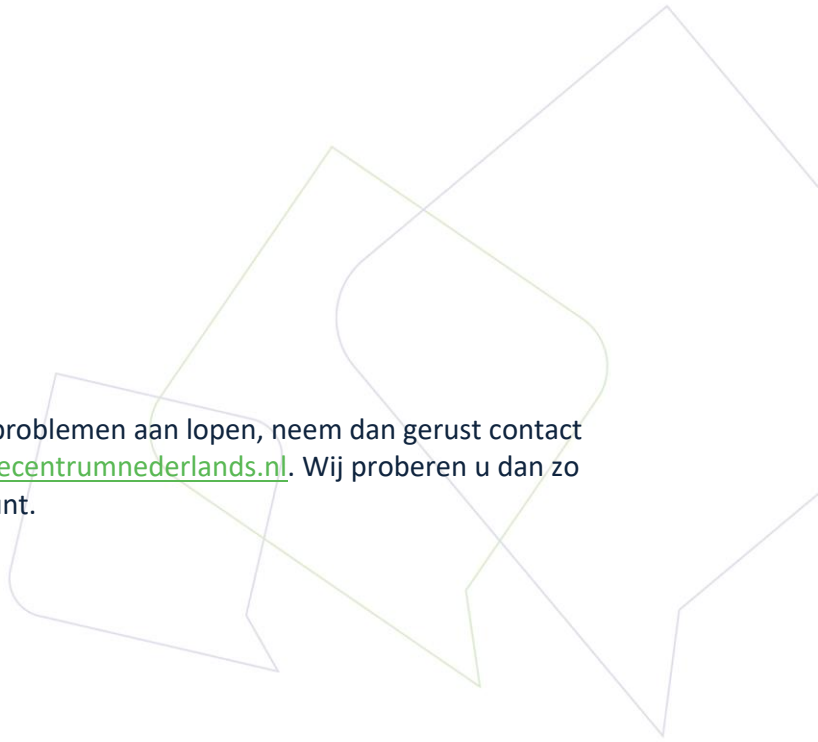 problemen aan lopen, neem dan gerust contact
ecentrumnederlands.nl. Wij proberen u dan zo
nt.